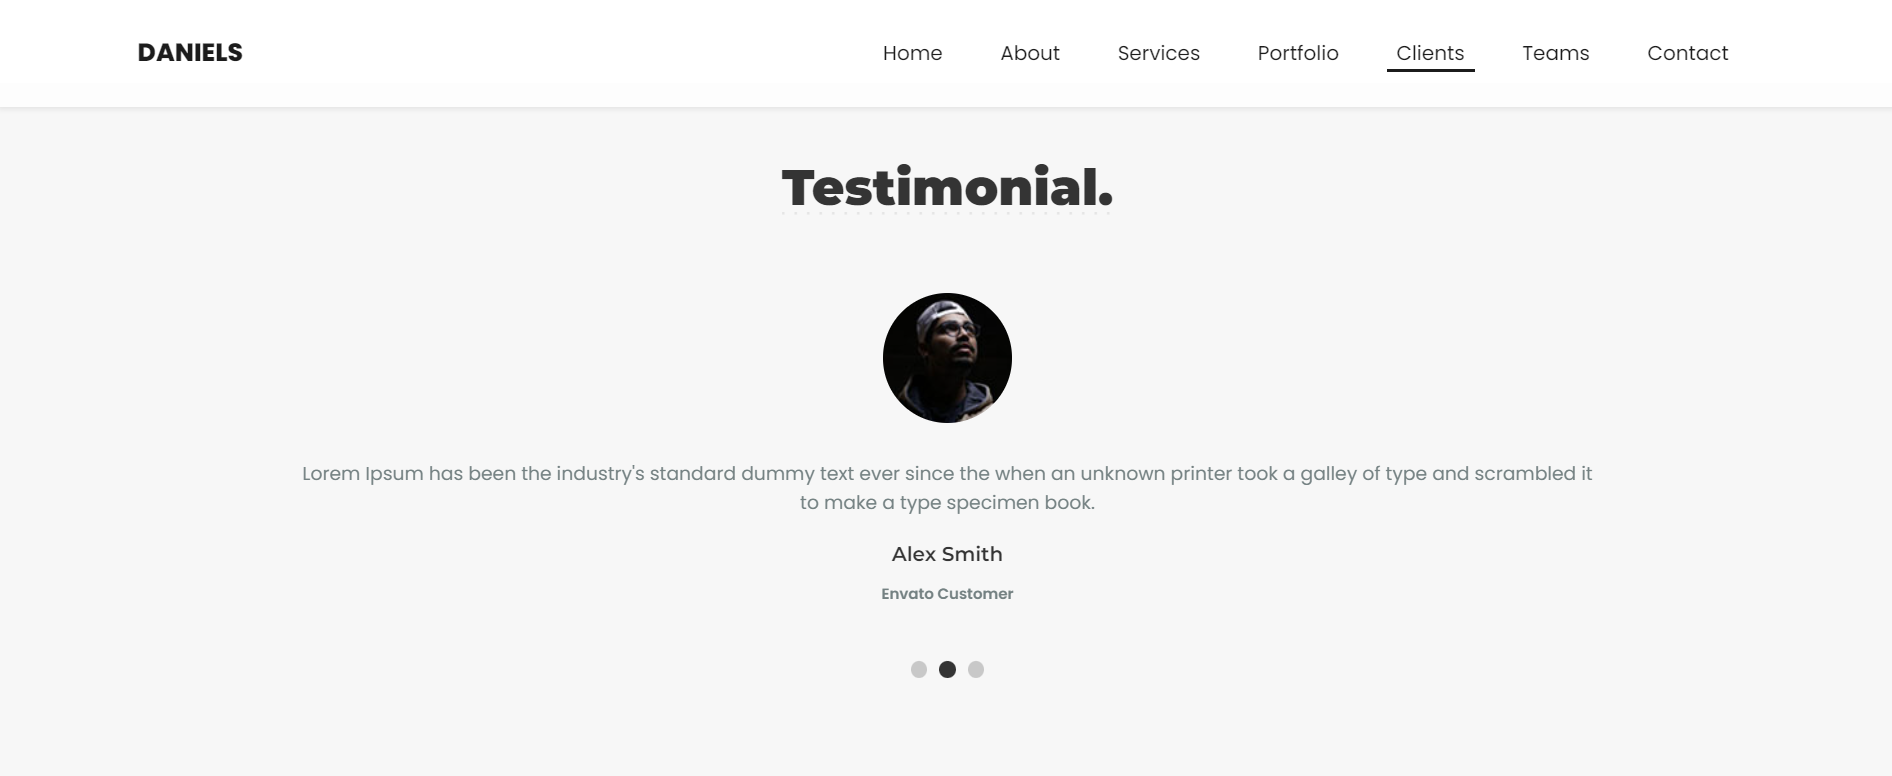 DANIELS
Home About Services Portfolio Clients Teams Contact
Testimonial.
Lorem Ipsum has been the industry's standard dummy text ever since the when an unknown printer took a galley of type and scrambled it
to make a type specimen book.
Alex Smith
Envato Customer